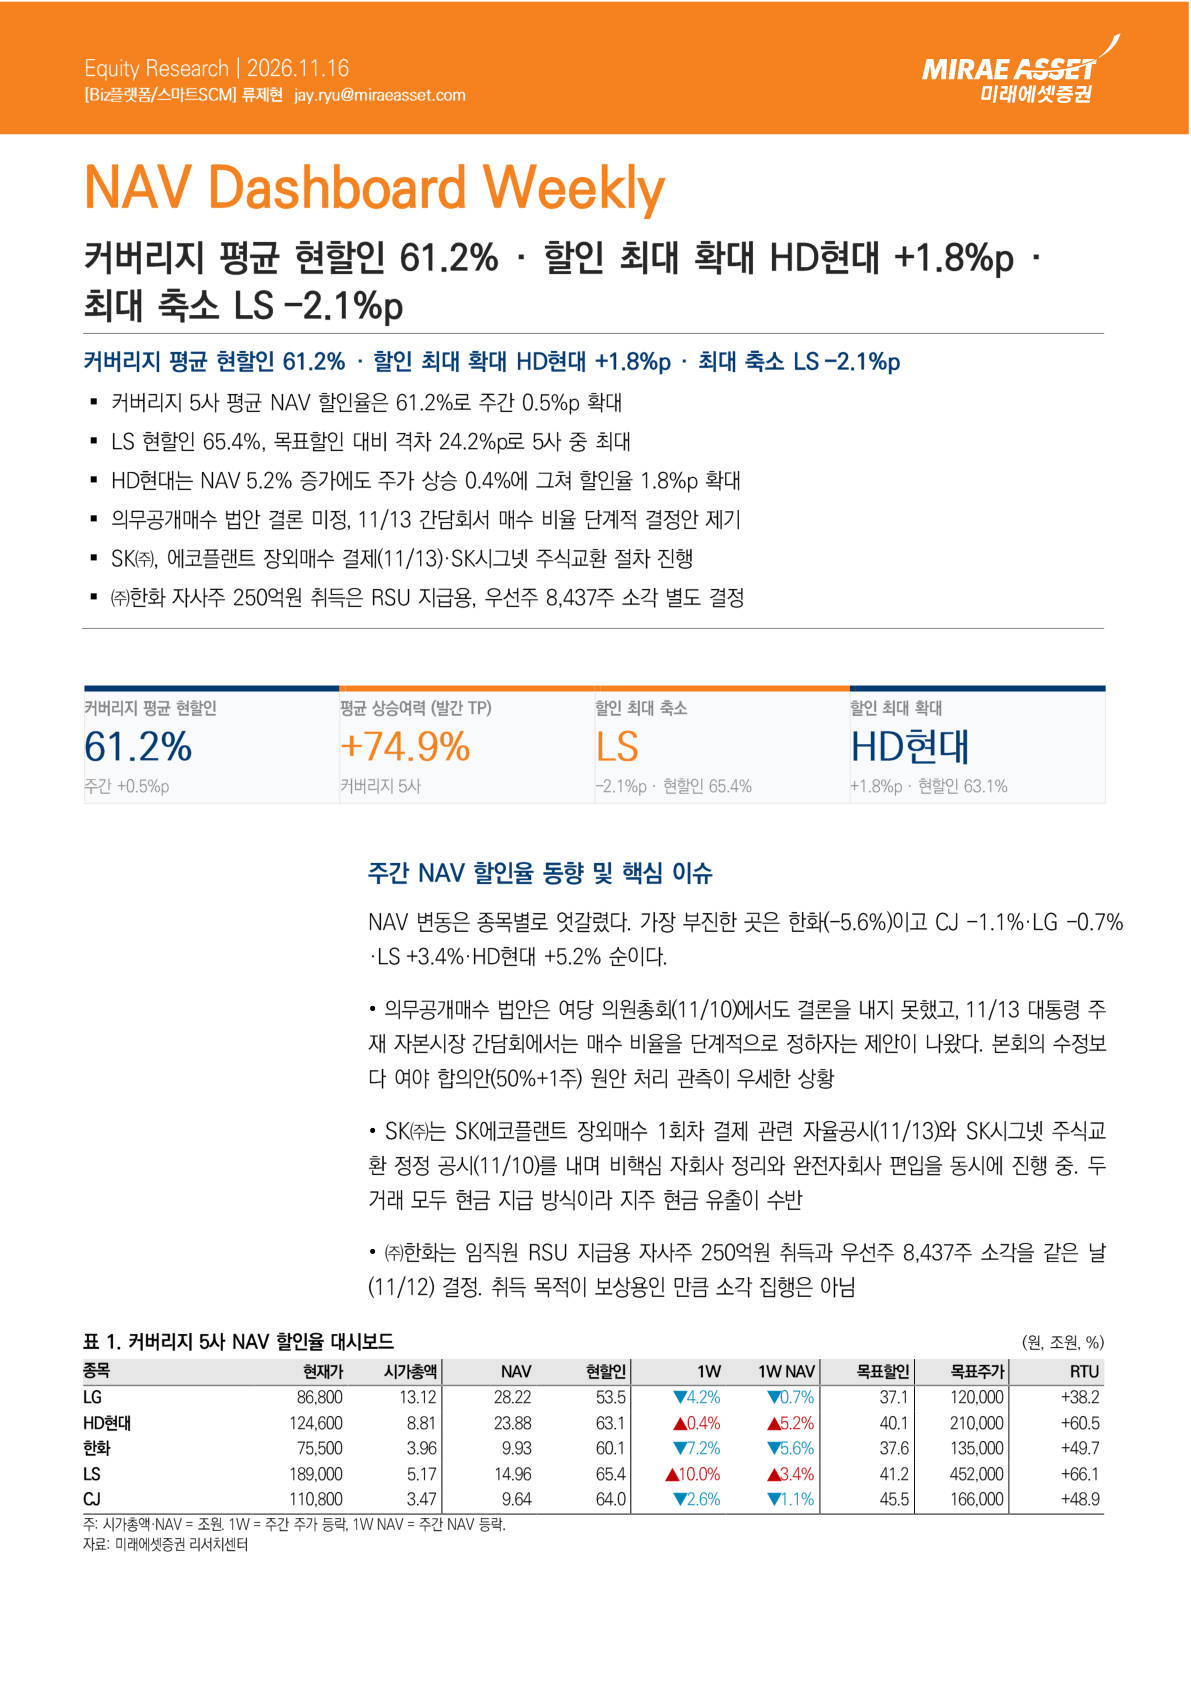 Equity Research | 2026.11.16
[Biz플랫폼/스마트SCM] 류제현 jay.ryu@miraeasset.com
MIRAE ASSET
미래에셋증권
NAV Dashboard Weekly
커버리지 평균 현할인 61.2% · 할인 최대 확대 HD현대 +1.8%p ·
최대 축소 LS -2.1%p
커버리지 평균 현할인 61.2% · 할인 최대 확대 HD현대 +1.8%p · 최대 축소 LS -2.1%p
▪ 커버리지 5사 평균 NAV 할인율은 61.2%로 주간 0.5%p 확대
▪ LS 현할인 65.4%, 목표할인 대비 격차 24.2%p로 5사 중 최대
▪ HD현대는 NAV 5.2% 증가에도 주가 상승 0.4%에 그쳐 할인율 1.8%p 확대
▪ 의무공개매수 법안 결론 미정, 11/13 간담회서 매수 비율 단계적 결정안 제기
▪ SK㈜, 에코플랜트 장외매수 결제(11/13)·SK시그넷 주식교환 절차 진행
▪ ㈜한화 자사주 250억원 취득은 RSU 지급용, 우선주 8,437주 소각 별도 결정
커버리지 평균 현할인 평균 상승여력 (발간 TP) 할인 최대 축소 할인 최대 확대
61.2% +74.9% LS HD현대
주간 +0.5%p 커버리지 5사 -2.1%p · 현할인 65.4% +1.8%p · 현할인 63.1%
주간 NAV 할인율 동향 및 핵심 이슈
NAV 변동은 종목별로 엇갈렸다. 가장 부진한 곳은 한화(-5.6%)이고 CJ -1.1%·LG -0.7%
·LS +3.4%·HD현대 +5.2% 순이다.
• 의무공개매수 법안은 여당 의원총회(11/10)에서도 결론을 내지 못했고, 11/13 대통령 주
재 자본시장 간담회에서는 매수 비율을 단계적으로 정하자는 제안이 나왔다. 본회의 수정보
다 여야 합의안(50%+1주) 원안 처리 관측이 우세한 상황
• SK㈜는 SK에코플랜트 장외매수 1회차 결제 관련 자율공시(11/13)와 SK시그넷 주식교
환 정정 공시(11/10)를 내며 비핵심 자회사 정리와 완전자회사 편입을 동시에 진행 중. 두
거래 모두 현금 지급 방식이라 지주 현금 유출이 수반
• ㈜한화는 임직원 RSU 지급용 자사주 250억원 취득과 우선주 8,437주 소각을 같은 날
(11/12) 결정. 취득 목적이 보상용인 만큼 소각 집행은 아님
표 1. 커버리지 5사 NAV 할인율 대시보드 (원, 조원, %)
종목 현재가 시가총액 NAV 현할인 1W 1W NAV 목표할인 목표주가 RTU
LG 86,800 13.12 28.22 53.5 ▼4.2% ▼0.7% 37.1 120,000 +38.2
HD현대 124,600 8.81 23.88 63.1 ▲0.4% ▲5.2% 40.1 210,000 +60.5
한화 75,500 3.96 9.93 60.1 ▼7.2% ▼5.6% 37.6 135,000 +49.7
LS 189,000 5.17 14.96 65.4 ▲10.0% ▲3.4% 41.2 452,000 +66.1
CJ 110,800 3.47 9.64 64.0 ▼2.6% ▼1.1% 45.5 166,000 +48.9
주: 시가총액·NAV = 조원. 1W = 주간 주가 등락, 1W NAV = 주간 NAV 등락.
자료: 미래에셋증권 리서치센터